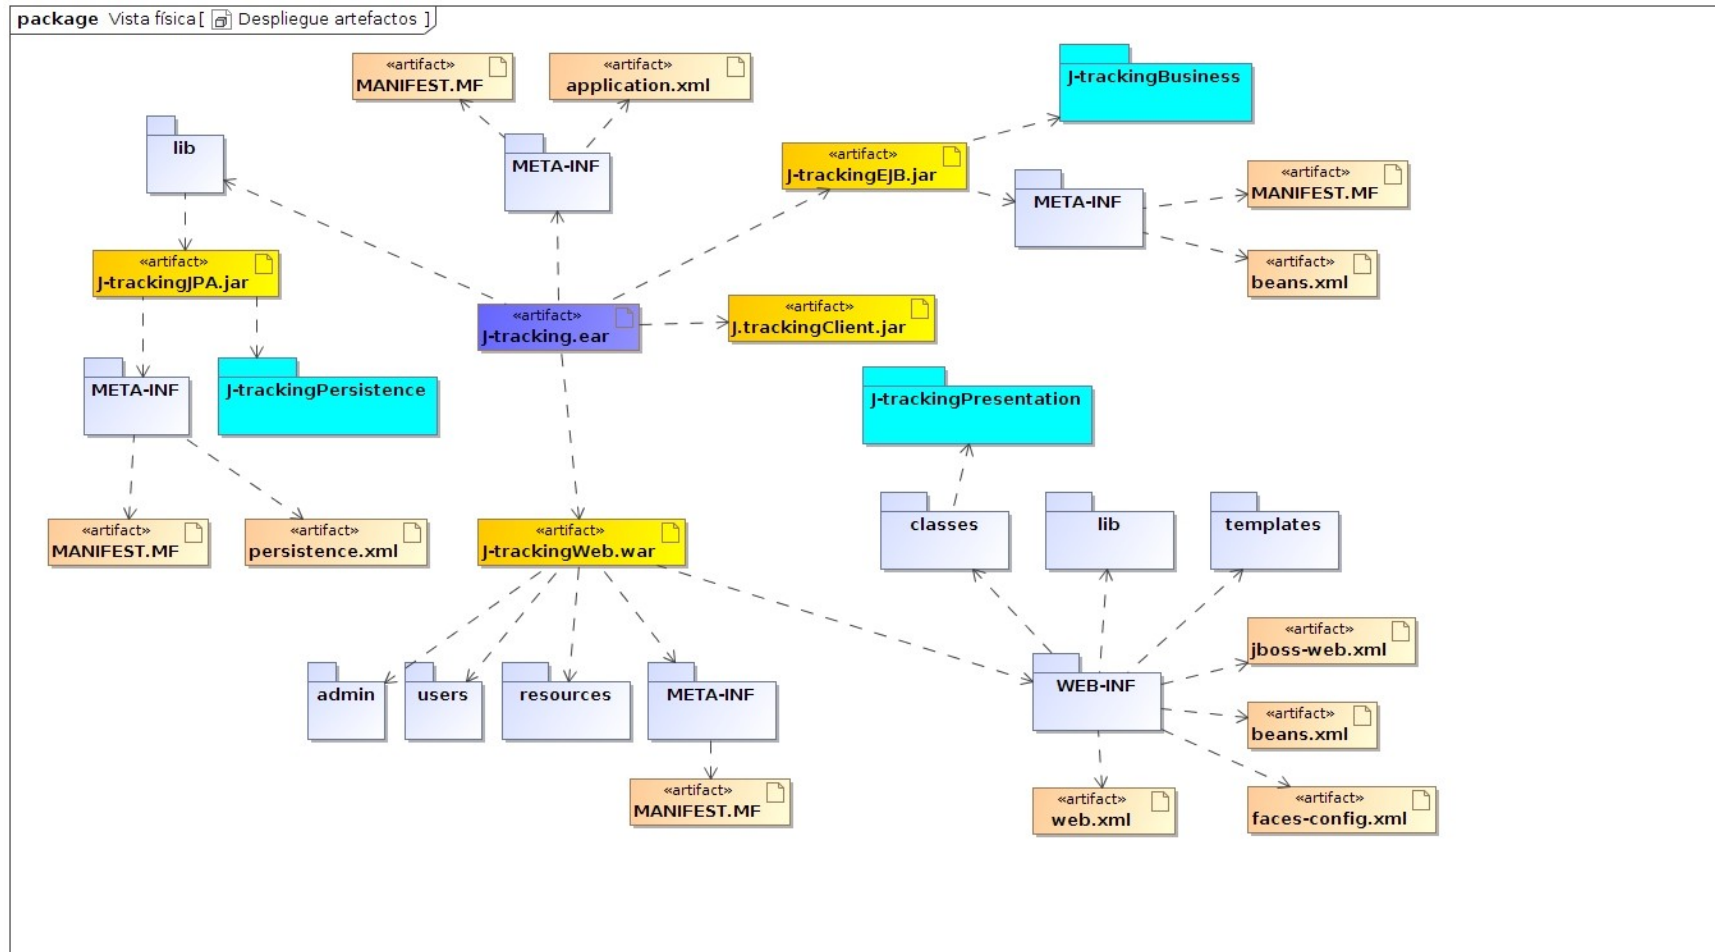 package Vista física [ Despliegue artefactos ]
«artifact»
MANIFEST.MF
«artifact»
application.xml
J-trackingBusiness
lib
META-INF
«artifact»
J-trackingEJB.jar
META-INF
«artifact»
MANIFEST.MF
«artifact»
beans.xml
«artifact»
J-trackingJPA.jar
«artifact»
J-tracking.ear
«artifact»
J.trackingClient.jar
META-INF
J-trackingPersistence
J-trackingPresentation
«artifact»
MANIFEST.MF
«artifact»
persistence.xml
«artifact»
J-trackingWeb.war
classes
lib
templates
admin
users
resources
META-INF
WEB-INF
«artifact»
jboss-web.xml
«artifact»
beans.xml
«artifact»
MANIFEST.MF
«artifact»
web.xml
«artifact»
faces-config.xml